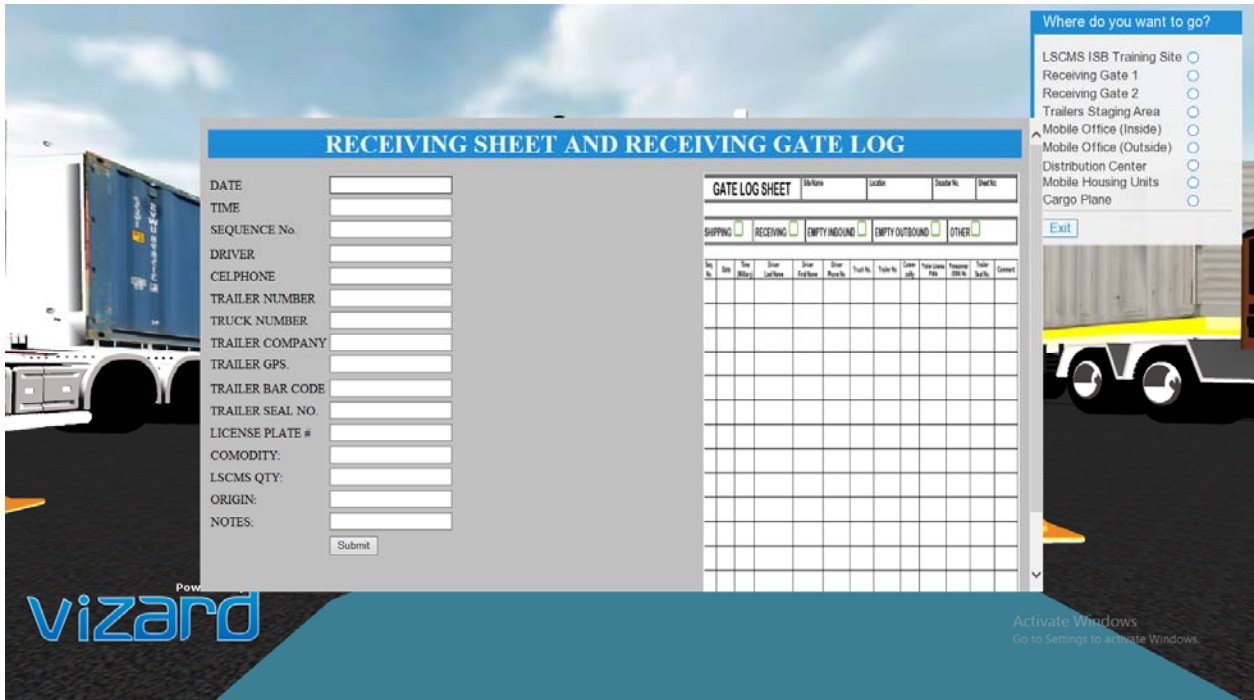 Where do you want to go?
LSCMS ISB Training Site
Receiving Gate 1
Receiving Gate 2
Trailers Staging Area
Mobile Office (Inside)
Mobile Office (Outside)
Distribution Center
Mobile Housing Units
Cargo Plane
Exit
RECEIVING SHEET AND RECEIVING GATE LOG
DATE
TIME
SEQUENCE No.
DRIVER
CELPHONE
TRAILER NUMBER
TRUCK NUMBER
TRAILER COMPANY
TRAILER GPS.
TRAILER BAR CODE
TRAILER SEAL NO.
LICENSE PLATE #
COMODITY:
LSCMS QTY:
ORIGIN:
NOTES:
Submit
GATE LOG SHEET Site Name Location Disaster No. Sheet No.
SHIPPING RECEIVING EMPTY INBOUND EMPTY OUTBOUND OTHER
Seq. No. Date Time (Military) Driver Last Name Driver First Name Driver Phone No. Truck No. Trailer No. Comm-odity Trailer License Plate Trailer Seal No. Comment
vizard
Activate Windows
Go to Settings to activate Windows.